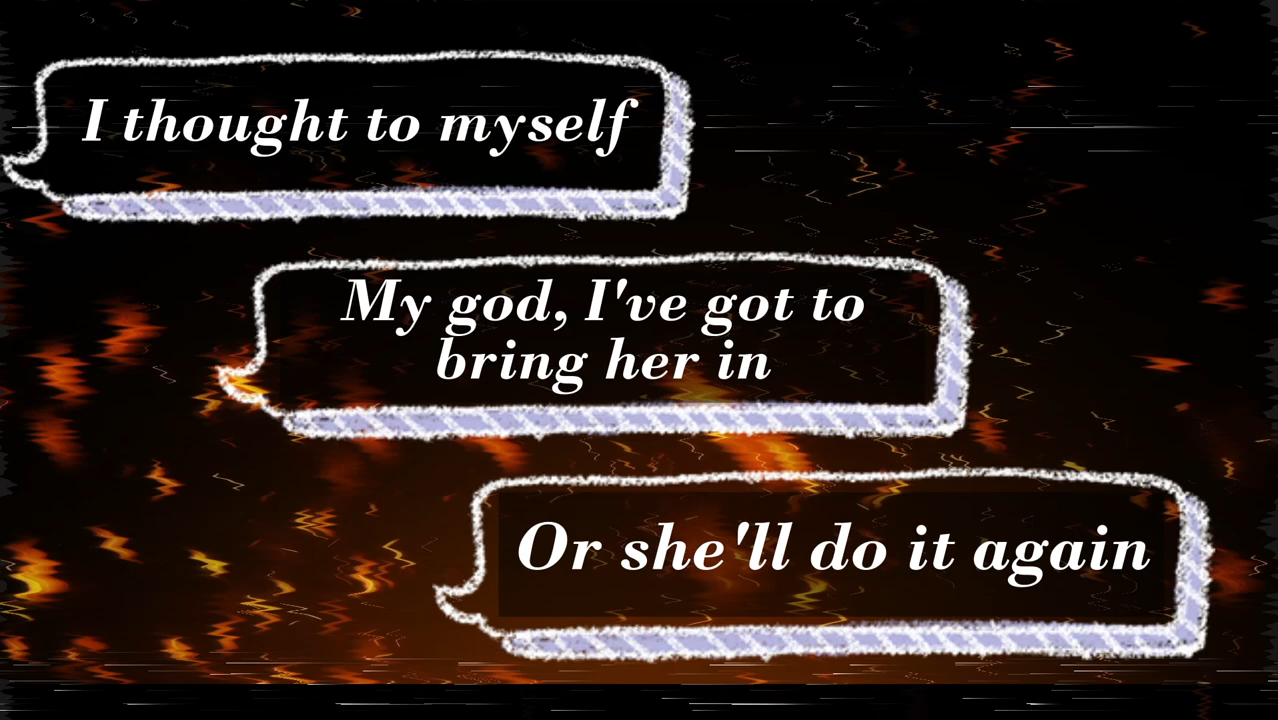 I thought to myself
My god, I've got to
bring her in
Or she'll do it again